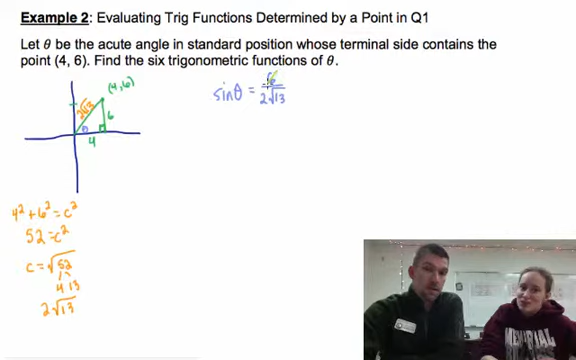 Example 2: Evaluating Trig Functions Determined by a Point in Q1
Let θ be the acute angle in standard position whose terminal side contains the
point (4, 6). Find the six trigonometric functions of θ.
(4,6)
2√13
6
θ
4
sinθ = 6/2√13
4² + 6² = c²
52 = c²
c = √52
4 13
2√13
MEMORIAL